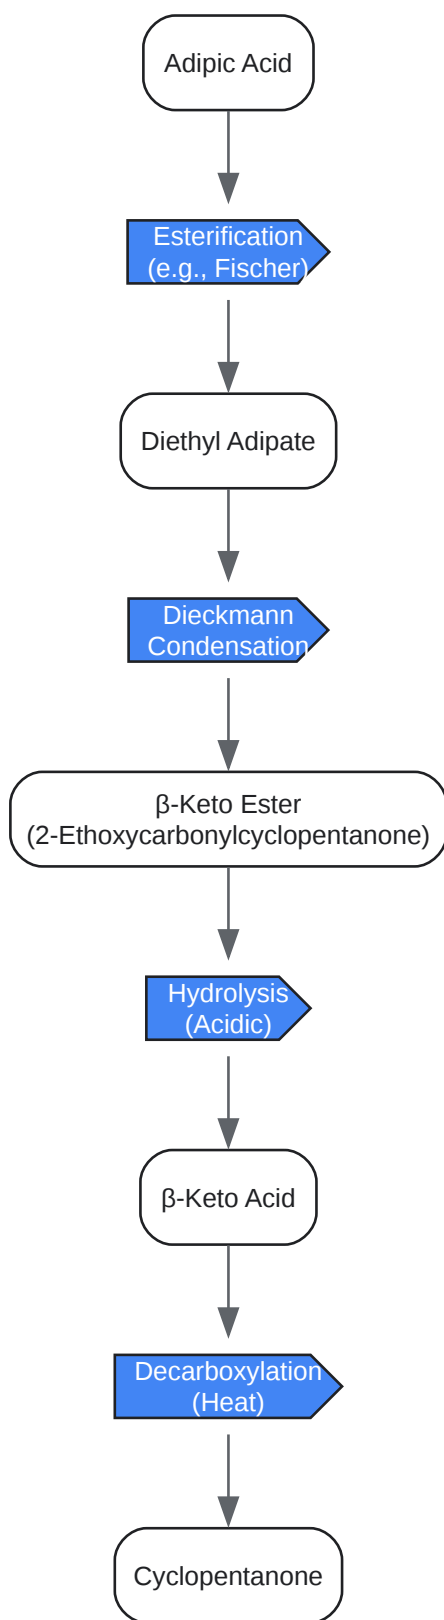 Adipic Acid
Esterification
(e.g., Fischer)
Diethyl Adipate
Dieckmann
Condensation
β-Keto Ester
(2-Ethoxycarbonylcyclopentanone)
Hydrolysis
(Acidic)
β-Keto Acid
Decarboxylation
(Heat)
Cyclopentanone